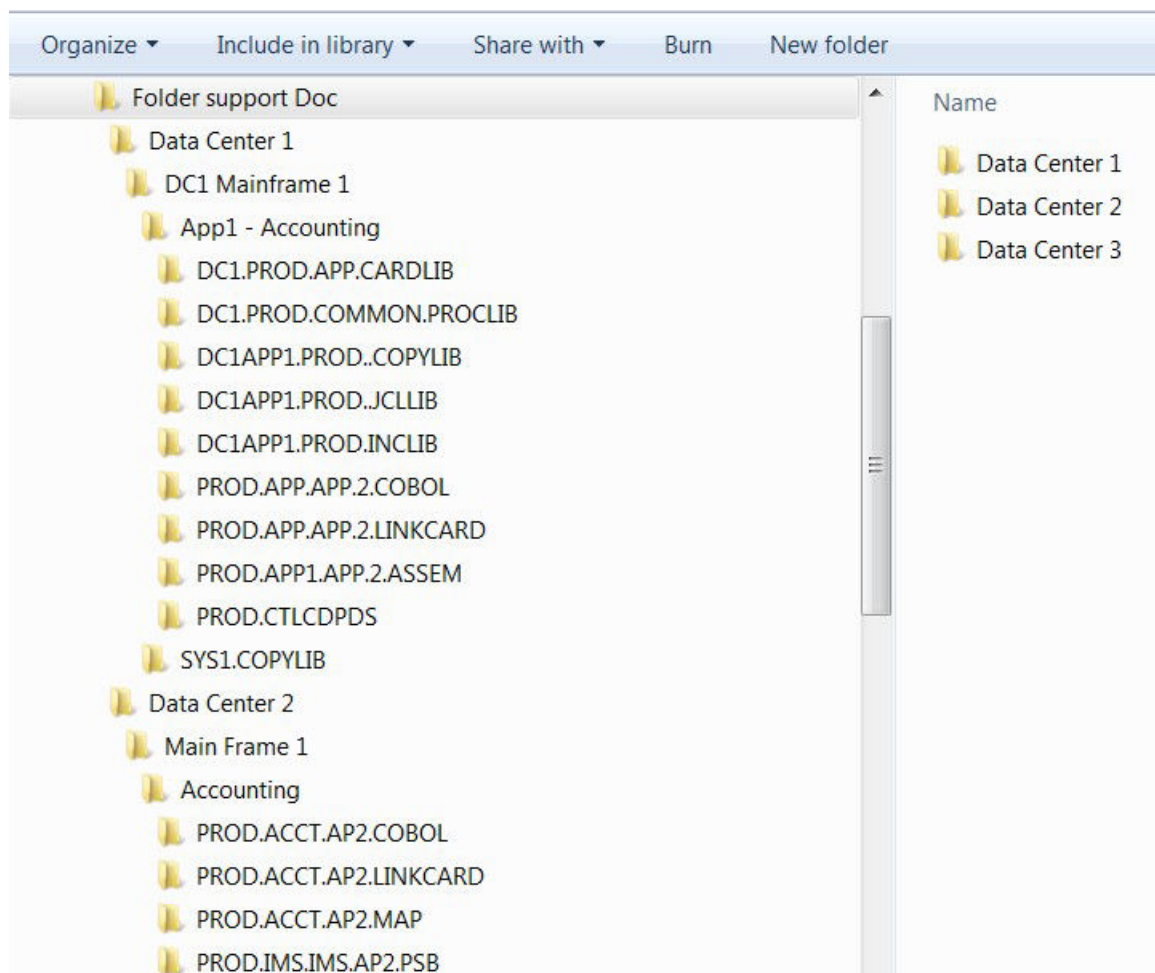 Organize Include in library Share with Burn New folder
Folder support Doc
Data Center 1
DC1 Mainframe 1
App1 - Accounting
DC1.PROD.APP.CARDLIB
DC1.PROD.COMMON.PROCLIB
DC1APP1.PROD..COPYLIB
DC1APP1.PROD..JCLLIB
DC1APP1.PROD.INCLIB
PROD.APP.APP.2.COBOL
PROD.APP.APP.2.LINKCARD
PROD.APP1.APP.2.ASSEM
PROD.CTLCDPDS
SYS1.COPYLIB
Data Center 2
Main Frame 1
Accounting
PROD.ACCT.AP2.COBOL
PROD.ACCT.AP2.LINKCARD
PROD.ACCT.AP2.MAP
PROD.IMS.IMS.AP2.PSB
Name
Data Center 1
Data Center 2
Data Center 3